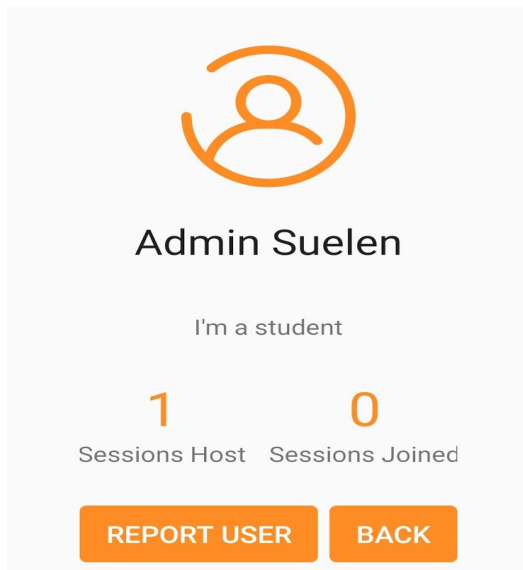 Admin Suelen
I'm a student
1 0
Sessions Host Sessions Joined
REPORT USER BACK